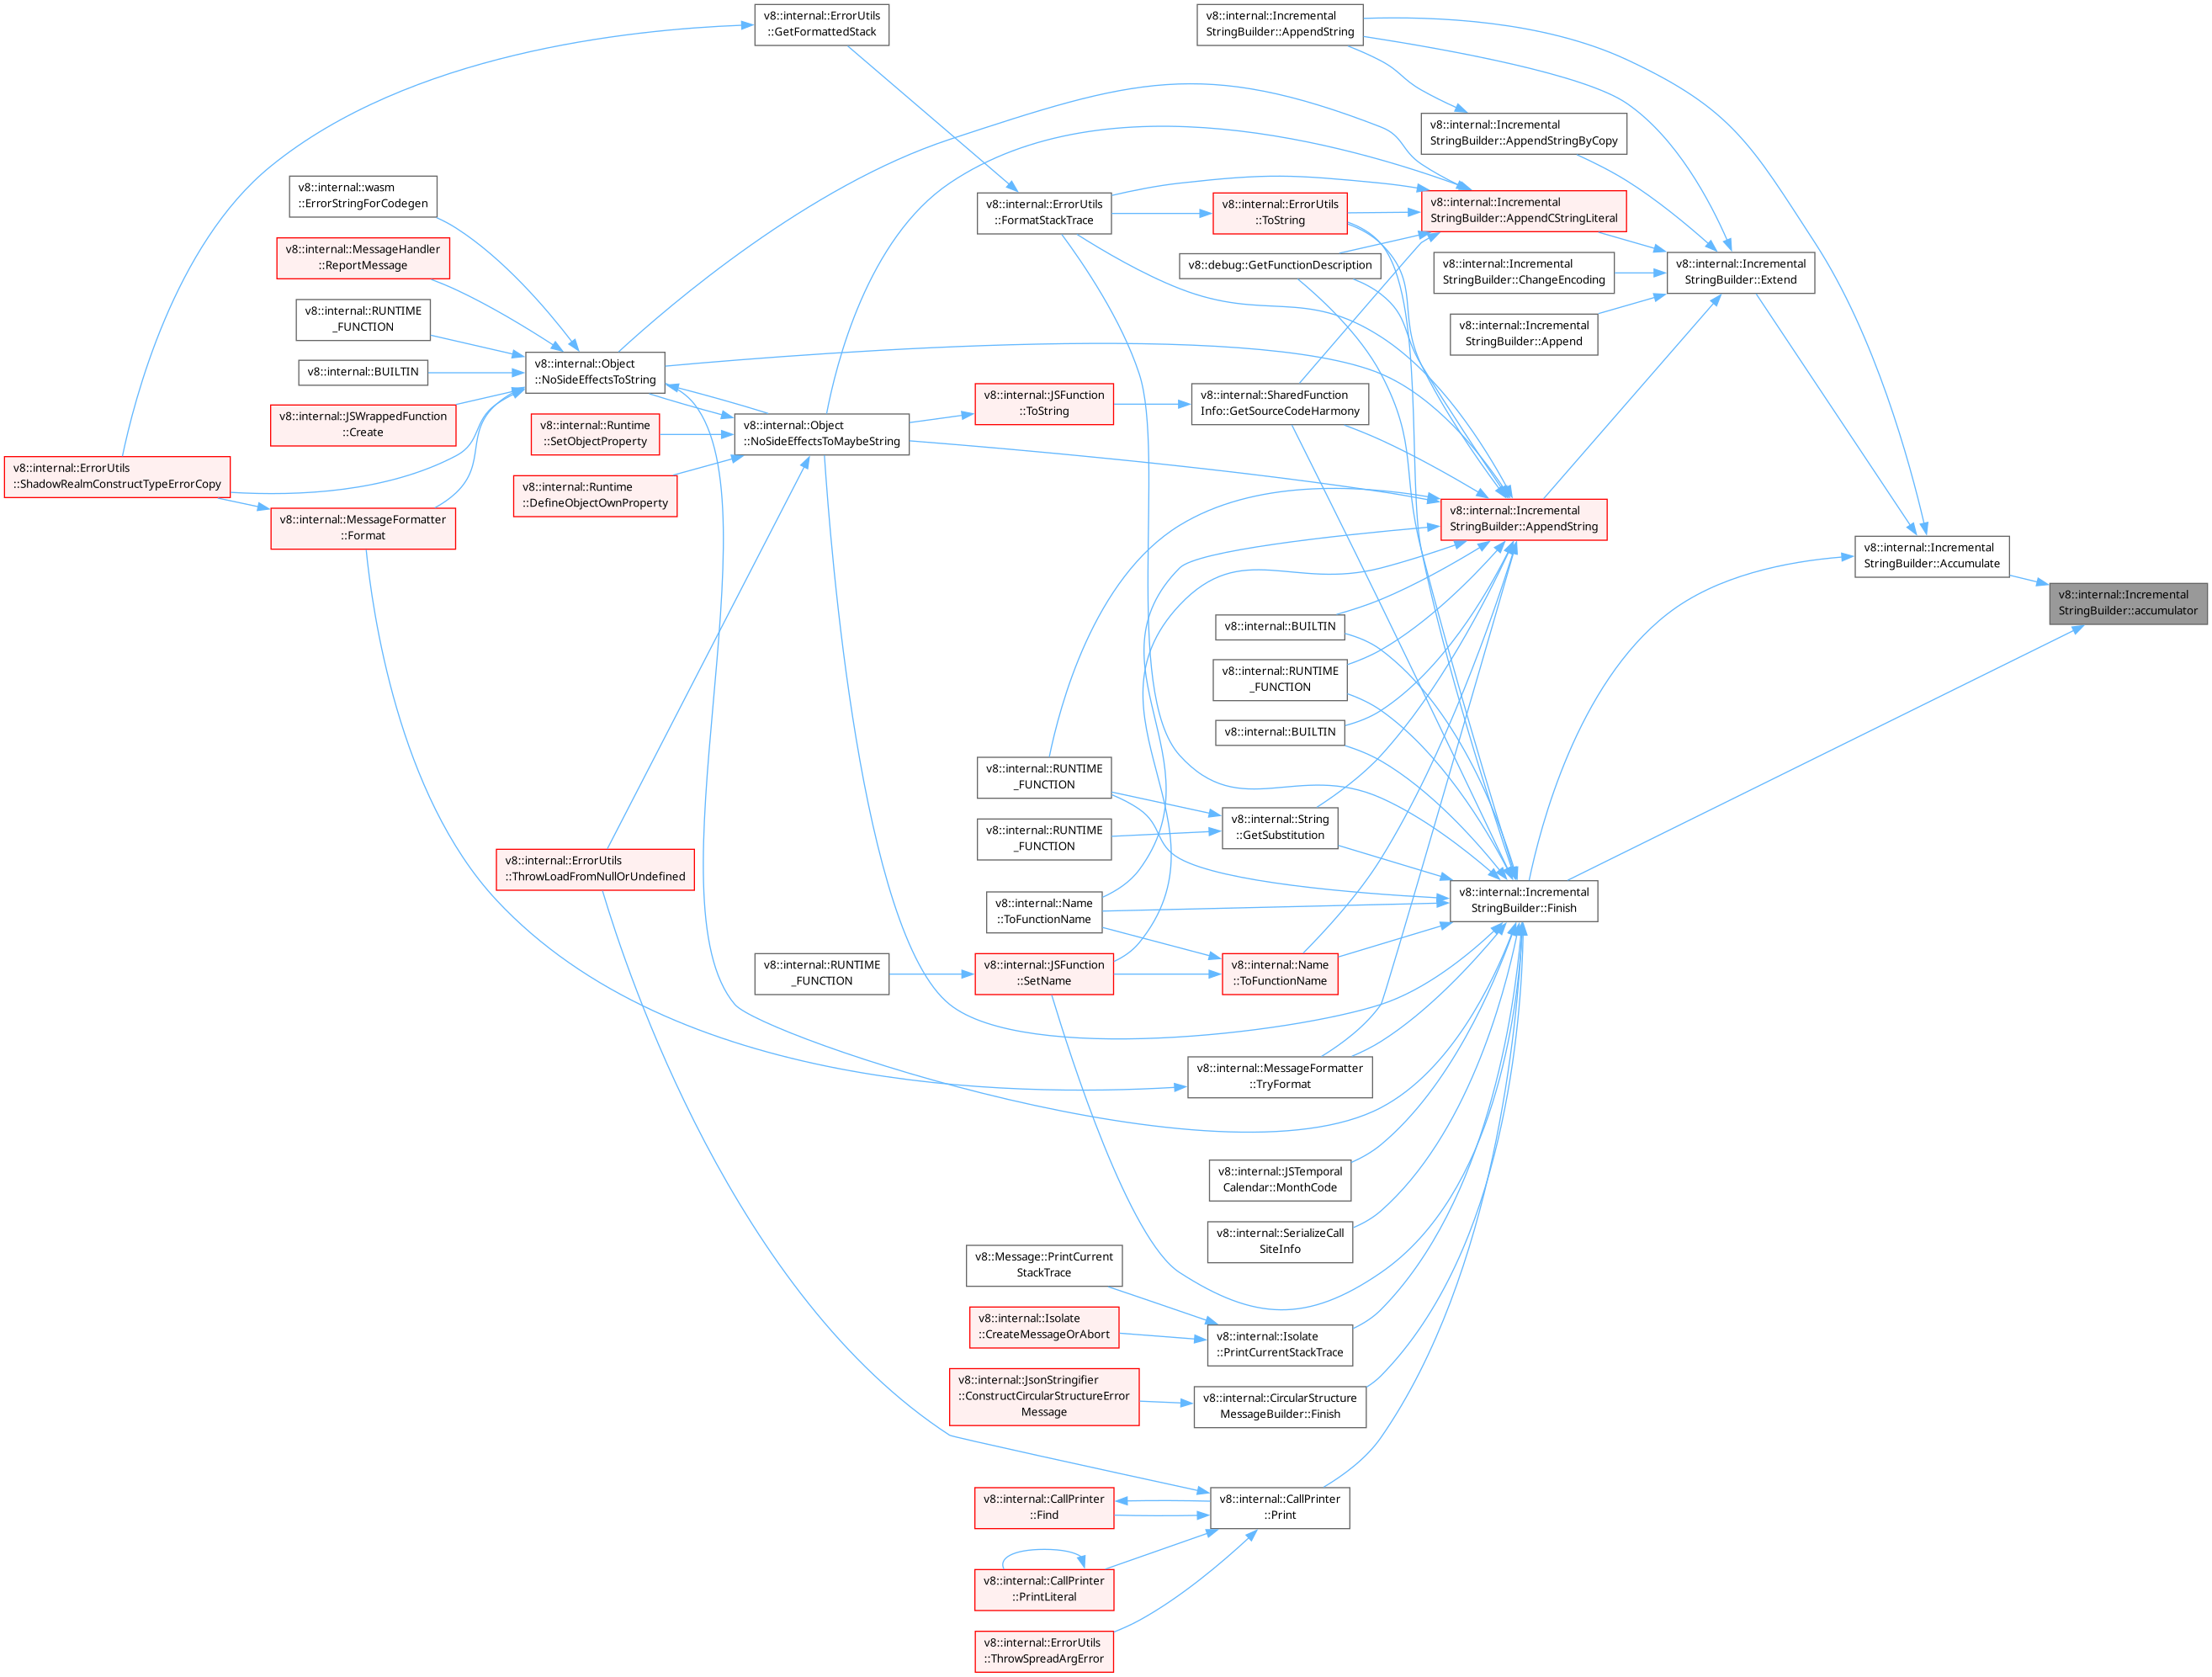 v8::internal::ErrorUtils
::GetFormattedStack
v8::internal::Incremental
StringBuilder::AppendString
v8::internal::Incremental
StringBuilder::AppendStringByCopy
v8::internal::wasm
::ErrorStringForCodegen
v8::internal::ErrorUtils
::FormatStackTrace
v8::internal::ErrorUtils
::ToString
v8::internal::Incremental
StringBuilder::AppendCStringLiteral
v8::internal::MessageHandler
::ReportMessage
v8::debug::GetFunctionDescription
v8::internal::Incremental
StringBuilder::ChangeEncoding
v8::internal::Incremental
StringBuilder::Extend
v8::internal::RUNTIME
_FUNCTION
v8::internal::Incremental
StringBuilder::Append
v8::internal::BUILTIN
v8::internal::Object
::NoSideEffectsToString
v8::internal::JSWrappedFunction
::Create
v8::internal::Runtime
::SetObjectProperty
v8::internal::Object
::NoSideEffectsToMaybeString
v8::internal::JSFunction
::ToString
v8::internal::SharedFunction
Info::GetSourceCodeHarmony
v8::internal::ErrorUtils
::ShadowRealmConstructTypeErrorCopy
v8::internal::Runtime
::DefineObjectOwnProperty
v8::internal::MessageFormatter
::Format
v8::internal::Incremental
StringBuilder::AppendString
v8::internal::Incremental
StringBuilder::Accumulate
v8::internal::Incremental
StringBuilder::accumulator
v8::internal::BUILTIN
v8::internal::RUNTIME
_FUNCTION
v8::internal::BUILTIN
v8::internal::RUNTIME
_FUNCTION
v8::internal::RUNTIME
_FUNCTION
v8::internal::String
::GetSubstitution
v8::internal::ErrorUtils
::ThrowLoadFromNullOrUndefined
v8::internal::Name
::ToFunctionName
v8::internal::Incremental
StringBuilder::Finish
v8::internal::RUNTIME
_FUNCTION
v8::internal::JSFunction
::SetName
v8::internal::Name
::ToFunctionName
v8::internal::MessageFormatter
::TryFormat
v8::internal::JSTemporal
Calendar::MonthCode
v8::internal::SerializeCall
SiteInfo
v8::Message::PrintCurrent
StackTrace
v8::internal::Isolate
::CreateMessageOrAbort
v8::internal::Isolate
::PrintCurrentStackTrace
v8::internal::JsonStringifier
::ConstructCircularStructureError
Message
v8::internal::CircularStructure
MessageBuilder::Finish
v8::internal::CallPrinter
::Find
v8::internal::CallPrinter
::Print
v8::internal::CallPrinter
::PrintLiteral
v8::internal::ErrorUtils
::ThrowSpreadArgError